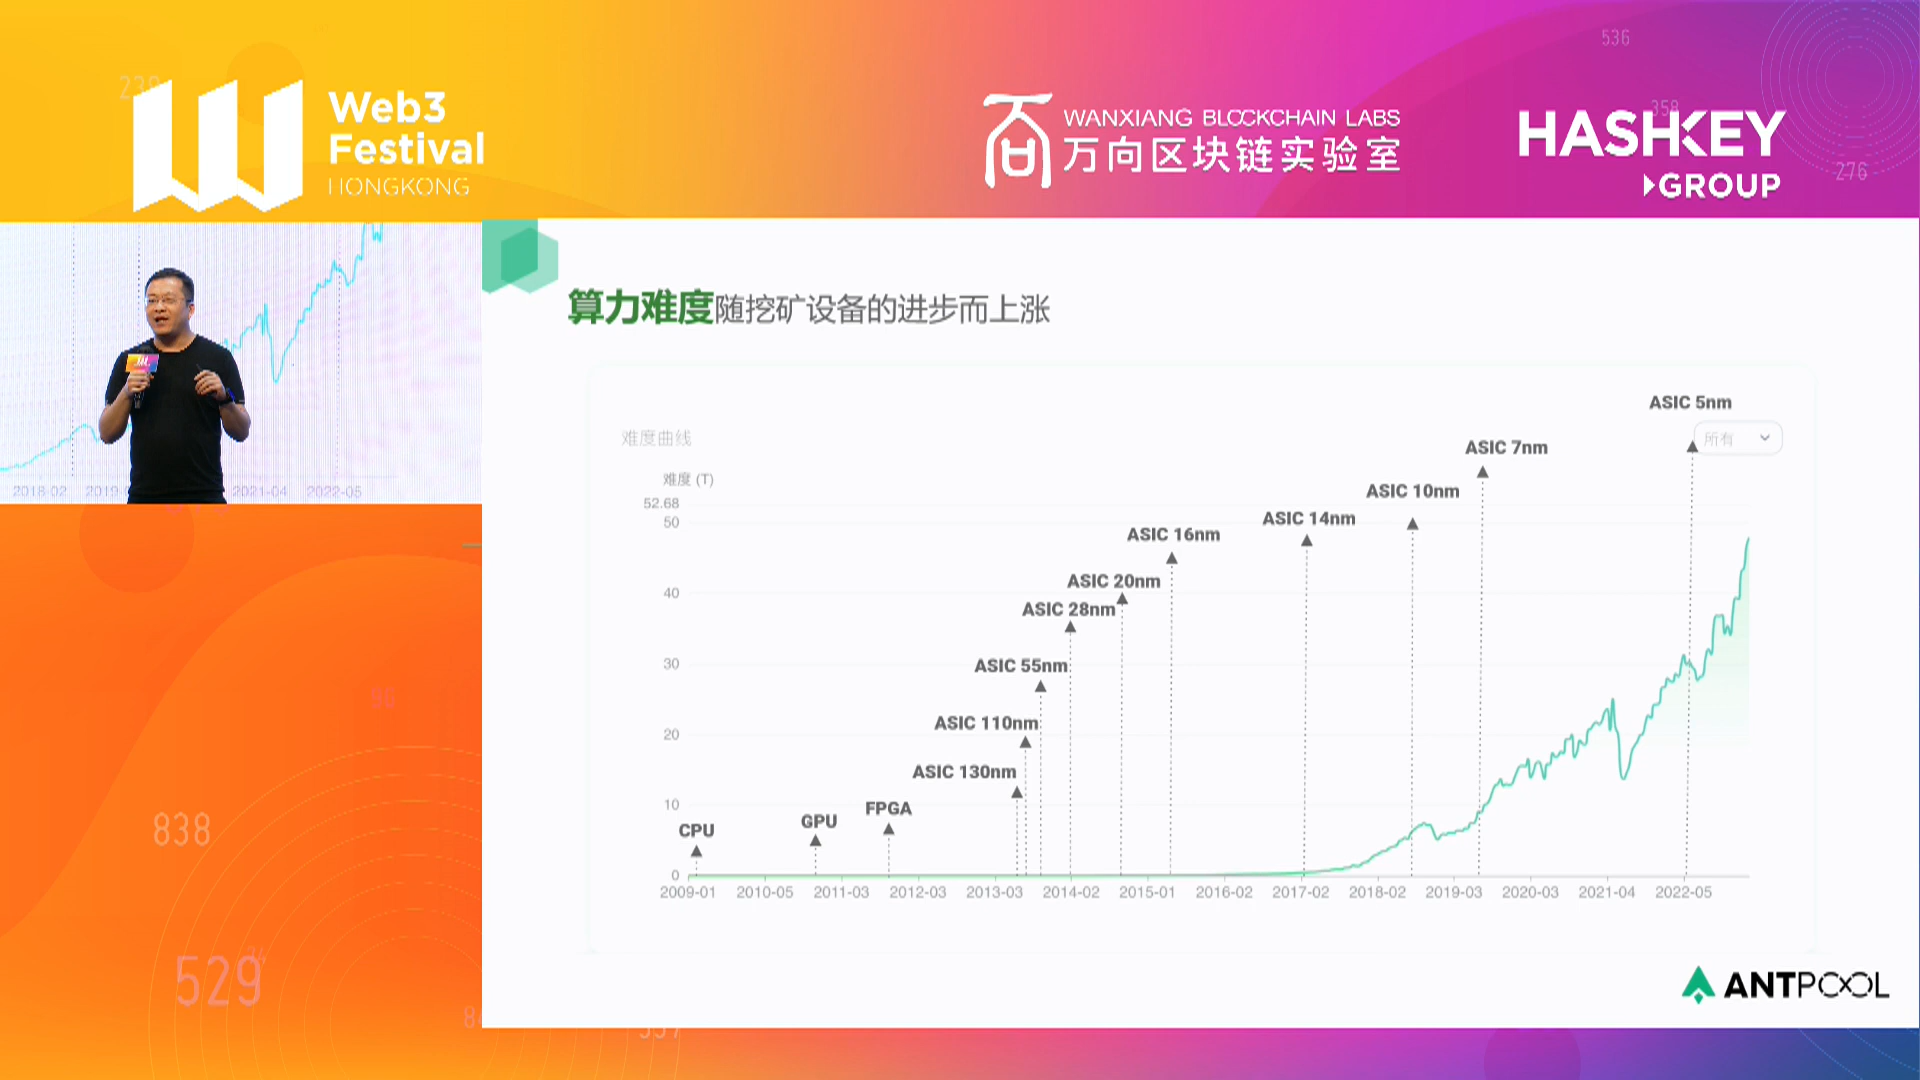 536
239
Web3
Festival
HONGKONG
WANXIANG BLOCKCHAIN LABS
万向区块链实验室
358
HASHKEY
GROUP
276
2018-02
2021-04
2022-05
算力难度随挖矿设备的进步而上涨
难度曲线
所有
难度 (T)
52.68
50
40
30
20
10
0
ASIC 5nm
ASIC 7nm
ASIC 10nm
ASIC 14nm
ASIC 16nm
ASIC 20nm
ASIC 28nm
ASIC 55nm
ASIC 110nm
ASIC 130nm
FPGA
GPU
CPU
2009-01
2010-05
2011-03
2012-03
2013-03
2014-02
2015-01
2016-02
2017-02
2018-02
2019-03
2020-03
2021-04
2022-05
838
529
ANTPOOL